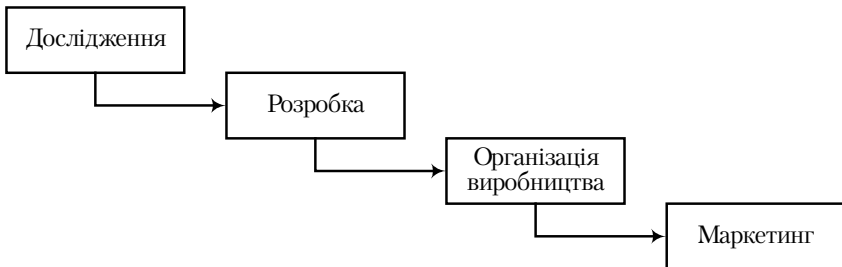 Дослідження
Розробка
Організація
виробництва
Маркетинг